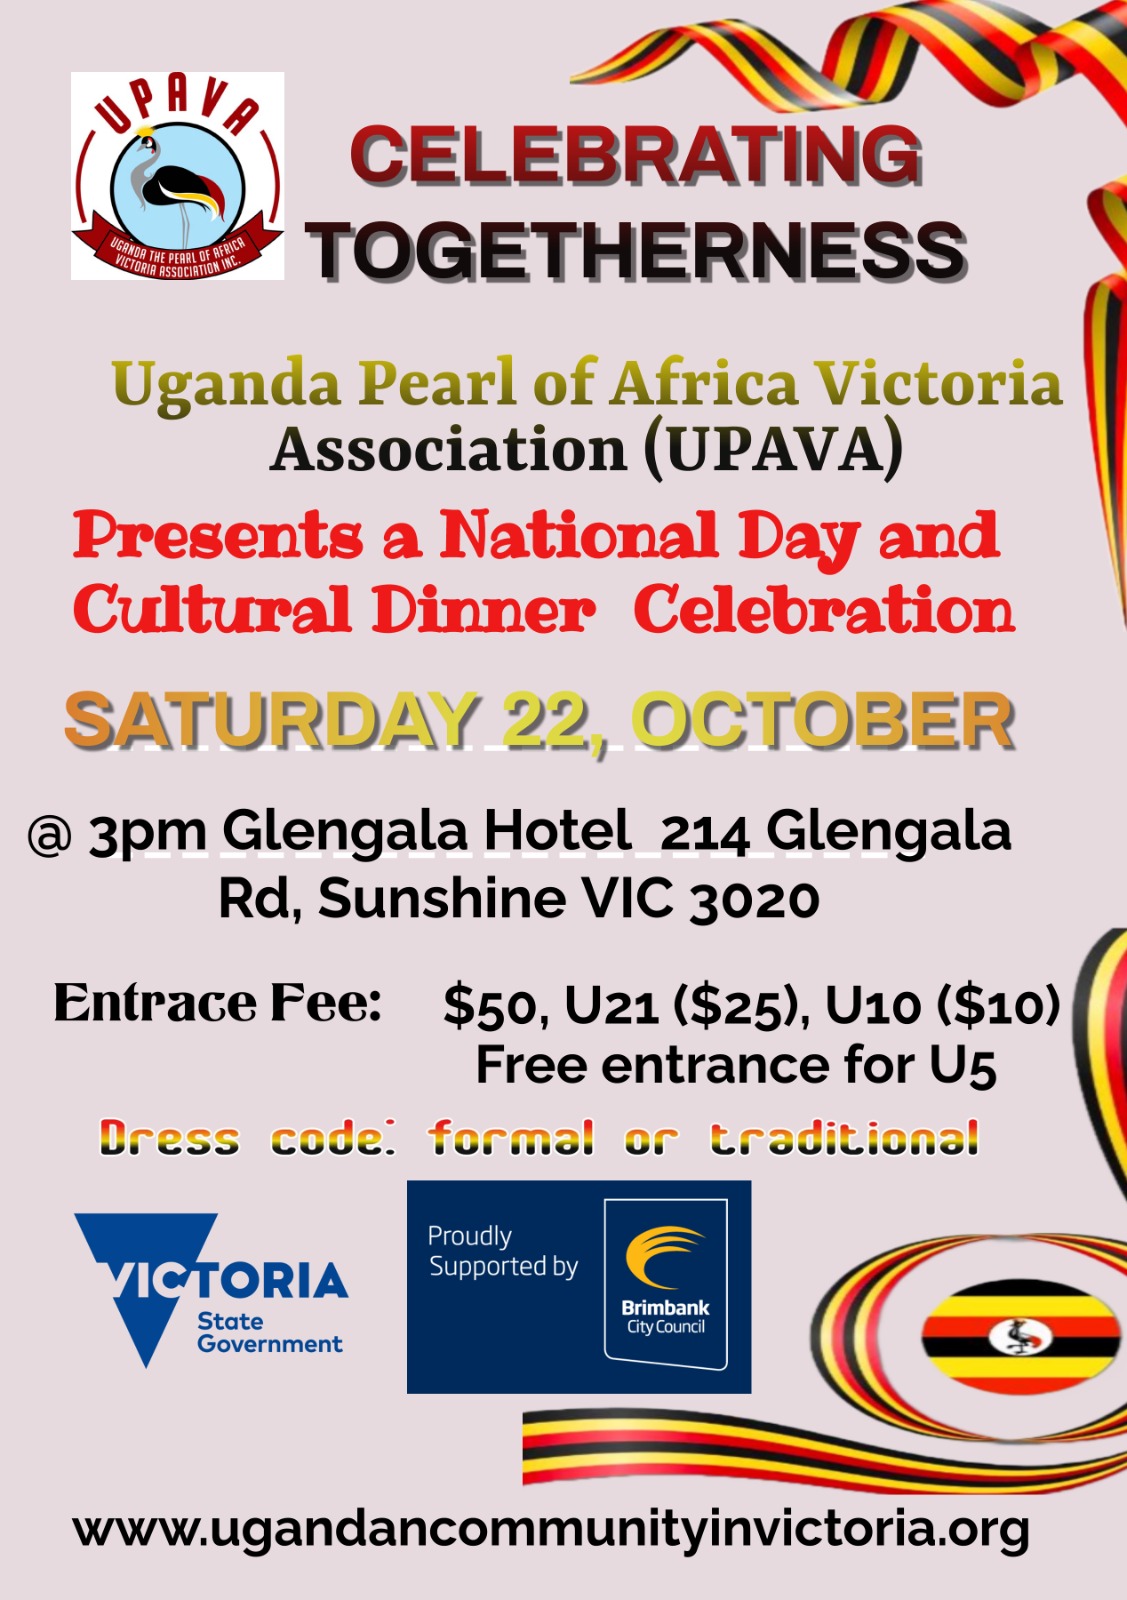 UPAVA
UGANDA THE PEARL OF AFRICA
VICTORIA ASSOCIATION INC.
CELEBRATING
TOGETHERNESS
Uganda Pearl of Africa Victoria
Association (UPAVA)
Presents a National Day and
Cultural Dinner Celebration
SATURDAY 22, OCTOBER
@ 3pm Glengala Hotel 214 Glengala
Rd, Sunshine VIC 3020
Entrace Fee: $50, U21 ($25), U10 ($10)
Free entrance for U5
Dress code: formal or traditional
VICTORIA
State
Government
Proudly
Supported by
Brimbank
City Council
www.ugandancommunityinvictoria.org